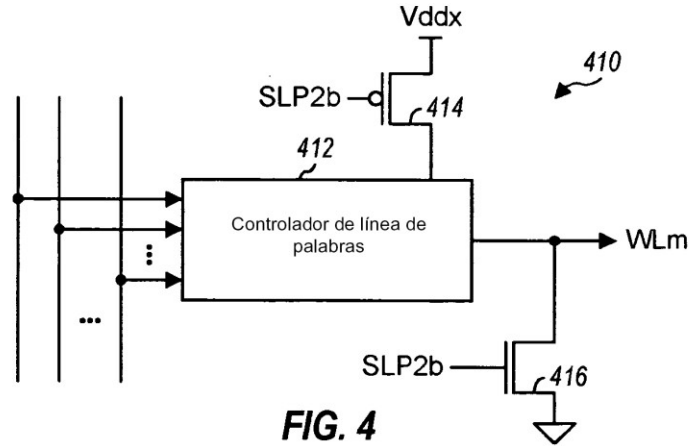 Vddx
410
SLP2b
414
412
Controlador de línea de
palabras
WLm
...
...
SLP2b
416
FIG. 4